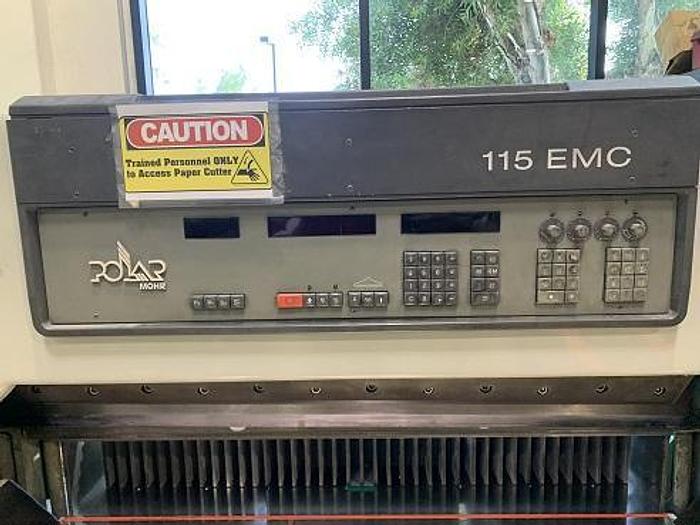 CAUTION
Trained Personnel ONLY
to Access Paper Cutter
115 EMC
POLAR
MOHR